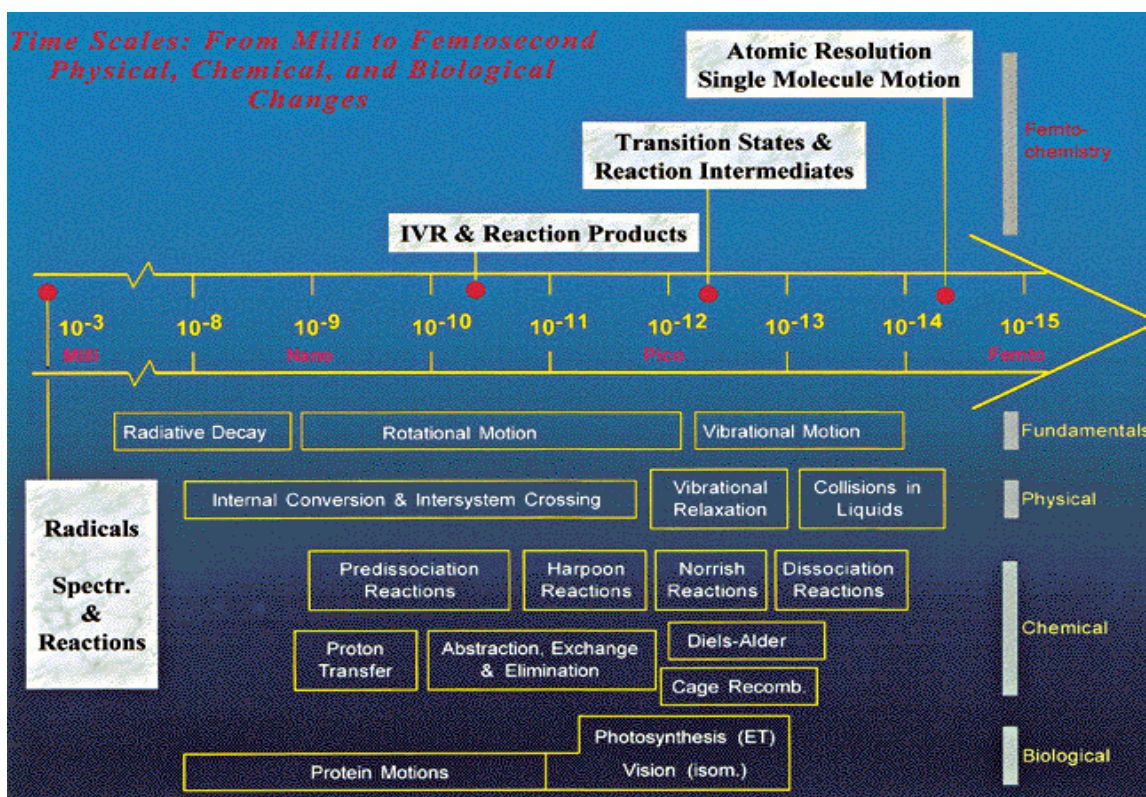 Time Scales: From Milli to Femtosecond
Physical, Chemical, and Biological
Changes
Atomic Resolution
Single Molecule Motion
Femto-
chemistry
Transition States &
Reaction Intermediates
IVR & Reaction Products
10-3 10-8 10-9 10-10 10-11 10-12 10-13 10-14 10-15
Milli Nano Pico Femto
Radiative Decay Rotational Motion Vibrational Motion Fundamentals
Radicals
Spectr.
&
Reactions
Internal Conversion & Intersystem Crossing
Vibrational
Relaxation
Collisions in
Liquids
Physical
Predissociation
Reactions
Harpoon
Reactions
Norrish
Reactions
Dissociation
Reactions
Chemical
Proton
Transfer
Abstraction, Exchange
& Elimination
Diels-Alder
Cage Recomb.
Photosynthesis (ET)
Protein Motions
Vision (isom.)
Biological